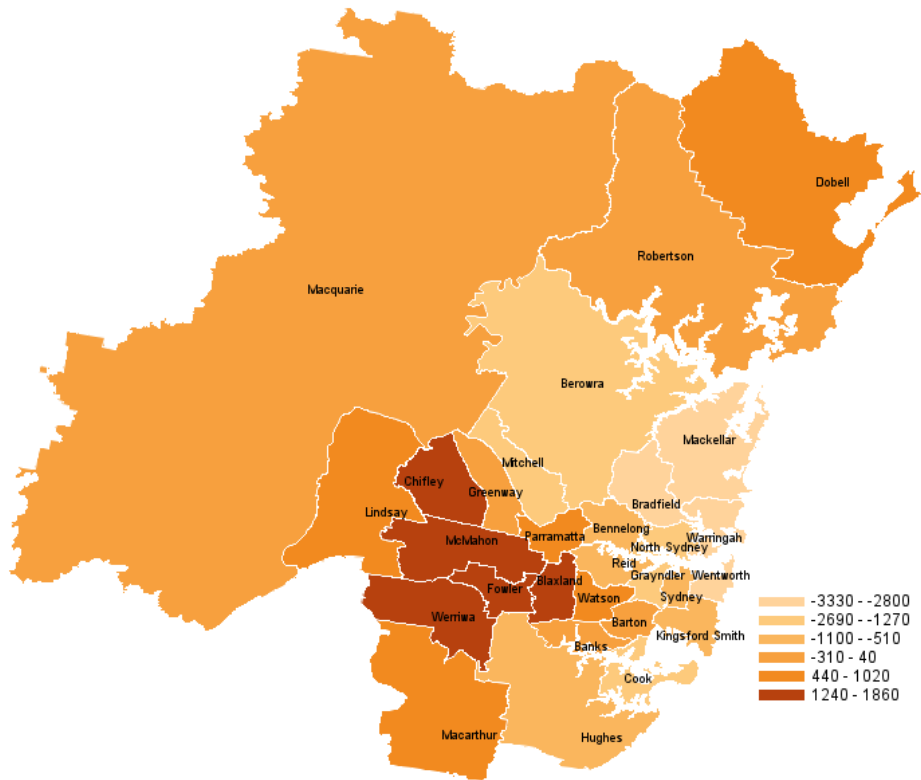 Dobell
Robertson
Macquarie
Berowra
Mackellar
Mitchell
Chifley
Greenway
Bradfield
Lindsay
Bennelong
Parramatta
Warringah
McMahon
North Sydney
Reid
Grayndler
Wentworth
Blaxland
Fowler
Watson
Sydney
Werriwa
Barton
Kingsford Smith
Banks
Cook
Macarthur
Hughes
-3330 - -2800
-2690 - -1270
-1100 - -510
-310 - 40
440 - 1020
1240 - 1860